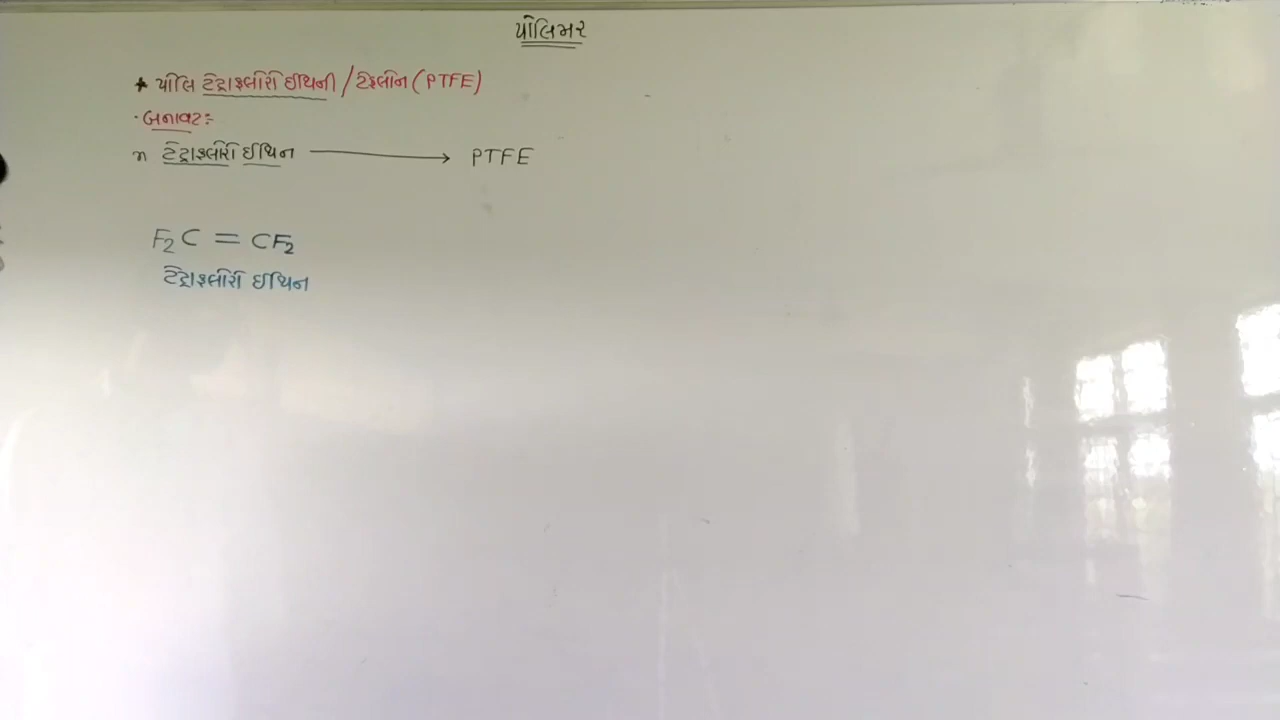 પોલિમર
* પોલિ ટેટ્રાફ્લોરો ઈથિની / ટેફ્લોન (PTFE)
· બનાવટ :-
n ટેટ્રાફ્લોરો ઈથિન ⟶ PTFE
F₂C = CF₂
ટેટ્રાફ્લોરો ઈથિન